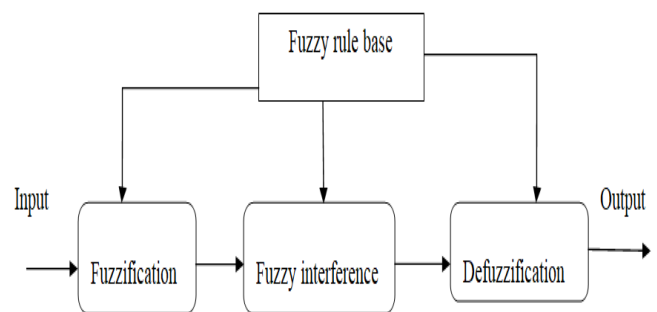 Fuzzy rule base
Input
Output
Fuzzification
Fuzzy interference
Defuzzification